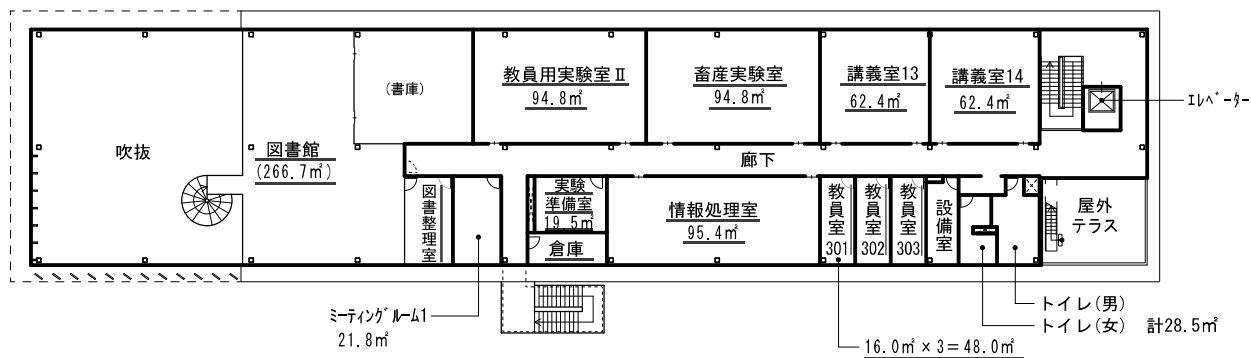 教員用実験室Ⅱ
94.8㎡
畜産実験室
94.8㎡
講義室13
62.4㎡
講義室14
62.4㎡
(書庫)
エレベーター
吹抜
図書館
(266.7㎡)
廊下
図書整理室
実験
準備室
19.5㎡
倉庫
情報処理室
95.4㎡
教員室
301
教員室
302
教員室
303
設備室
屋外
テラス
ミーティングルーム1
21.8㎡
トイレ(男)
トイレ(女) 計28.5㎡
16.0㎡×3=48.0㎡